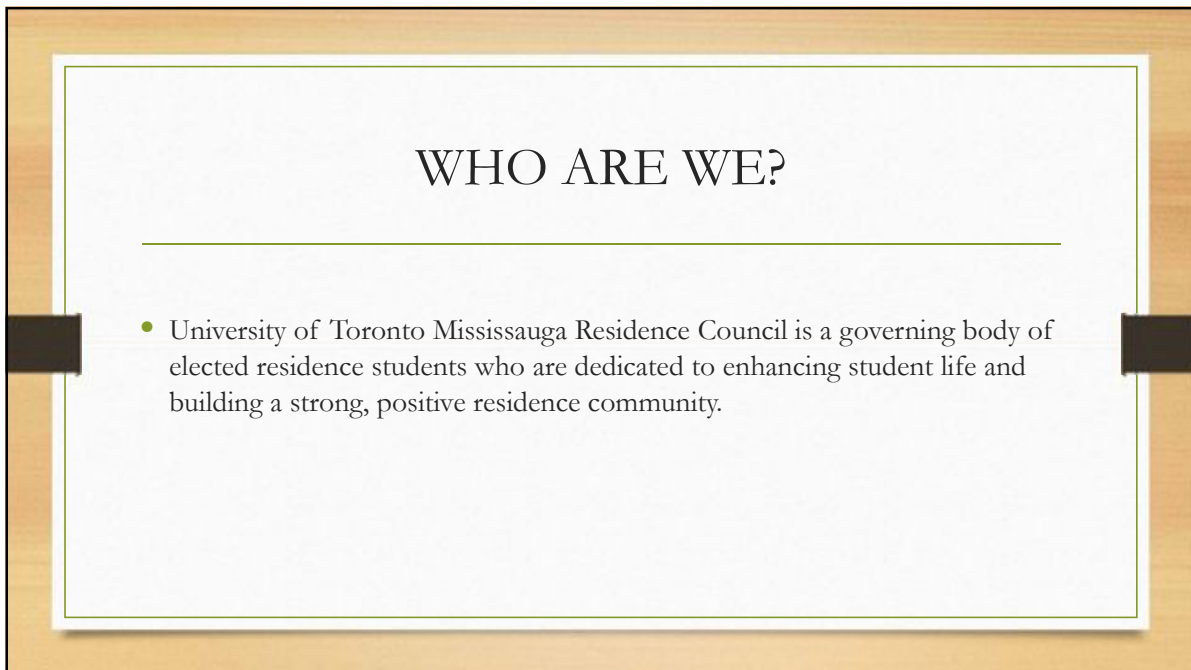 WHO ARE WE?
• University of Toronto Mississauga Residence Council is a governing body of
elected residence students who are dedicated to enhancing student life and
building a strong, positive residence community.